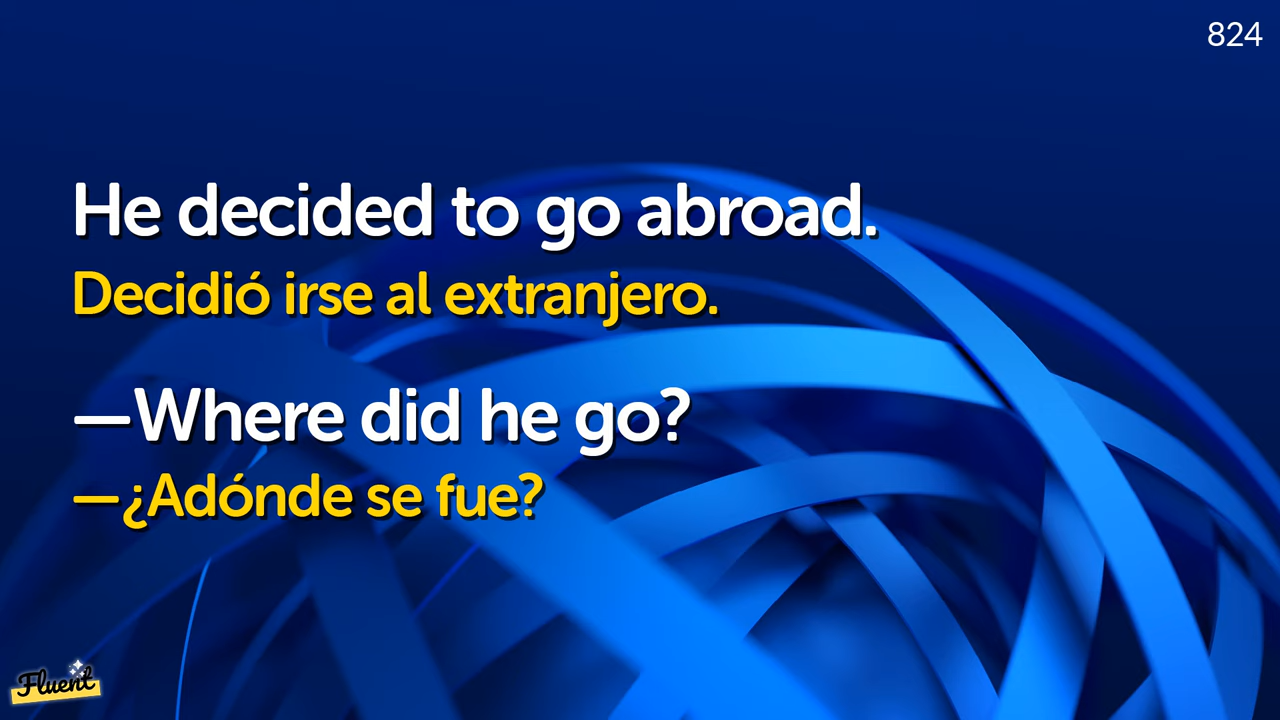 824
He decided to go abroad.
Decidió irse al extranjero.
—Where did he go?
—¿Adónde se fue?
Fluent